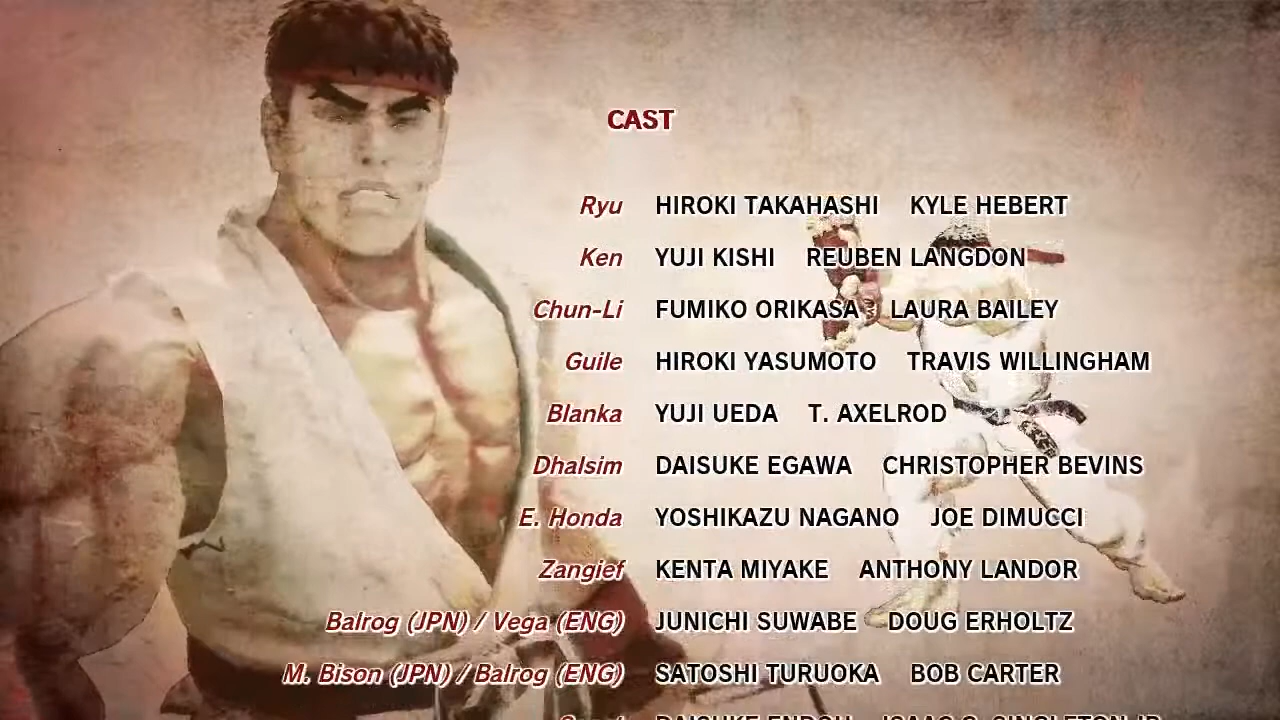 CAST
Ryu HIROKI TAKAHASHI KYLE HEBERT
Ken YUJI KISHI REUBEN LANGDON
Chun-Li FUMIKO ORIKASA LAURA BAILEY
Guile HIROKI YASUMOTO TRAVIS WILLINGHAM
Blanka YUJI UEDA T. AXELROD
Dhalsim DAISUKE EGAWA CHRISTOPHER BEVINS
E. Honda YOSHIKAZU NAGANO JOE DIMUCCI
Zangief KENTA MIYAKE ANTHONY LANDOR
Balrog (JPN) / Vega (ENG) JUNICHI SUWABE DOUG ERHOLTZ
M. Bison (JPN) / Balrog (ENG) SATOSHI TURUOKA BOB CARTER